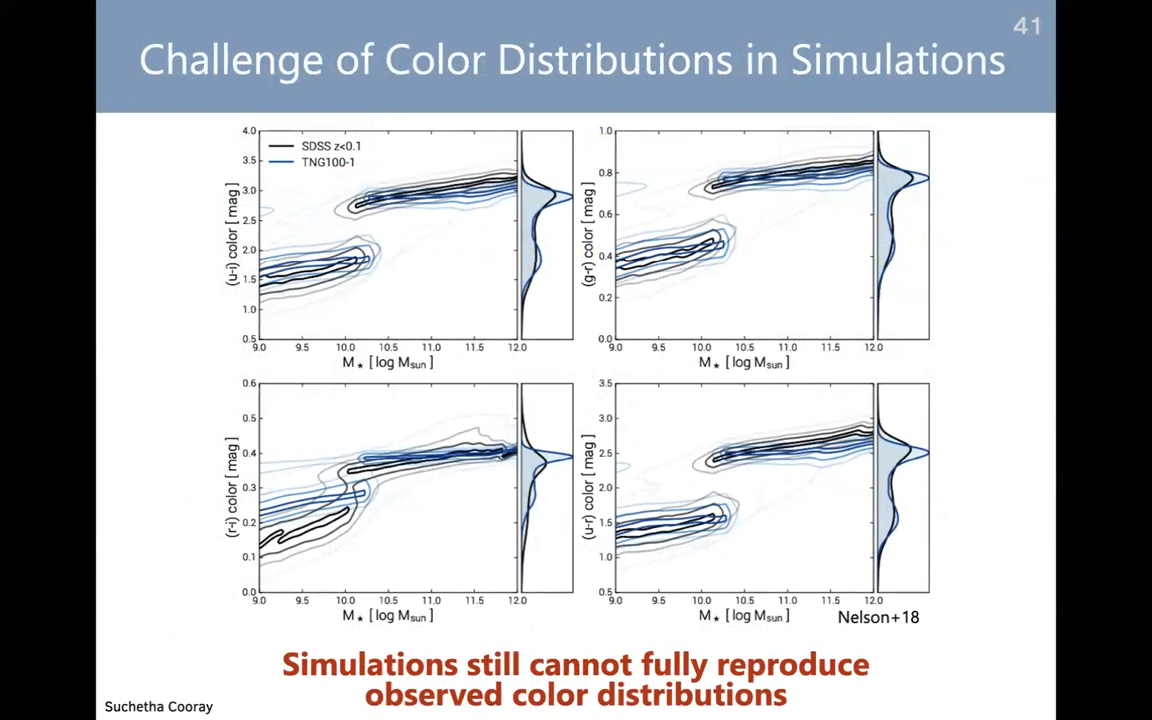 41
Challenge of Color Distributions in Simulations
SDSS z<0.1
TNG100-1
4.0
3.5
3.0
2.5
2.0
1.5
1.0
0.5
(u-i) color [ mag ]
9.0 9.5 10.0 10.5 11.0 11.5 12.0
M⋆ [ log Msun ]
1.0
0.8
0.6
0.4
0.2
0.0
(g-r) color [ mag ]
9.0 9.5 10.0 10.5 11.0 11.5 12.0
M⋆ [ log Msun ]
0.6
0.5
0.4
0.3
0.2
0.1
0.0
(r-i) color [ mag ]
9.0 9.5 10.0 10.5 11.0 11.5 12.0
M⋆ [ log Msun ]
3.5
3.0
2.5
2.0
1.5
1.0
0.5
(u-r) color [ mag ]
9.0 9.5 10.0 10.5 11.0 11.5 12.0
M⋆ [ log Msun ]
Nelson+18
Simulations still cannot fully reproduce
observed color distributions
Suchetha Cooray